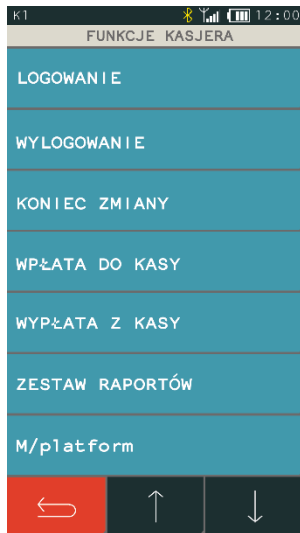 K1 12:00
FUNKCJE KASJERA
LOGOWANIE
WYLOGOWANIE
KONIEC ZMIANY
WPŁATA DO KASY
WYPŁATA Z KASY
ZESTAW RAPORTÓW
M/platform